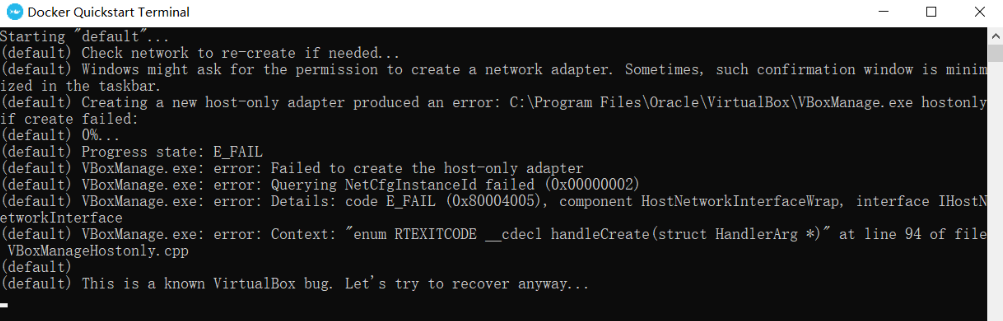 Docker Quickstart Terminal
Starting "default"...
(default) Check network to re-create if needed...
(default) Windows might ask for the permission to create a network adapter. Sometimes, such confirmation window is minim
ized in the taskbar.
(default) Creating a new host-only adapter produced an error: C:\Program Files\Oracle\VirtualBox\VBoxManage.exe hostonly
if create failed:
(default) 0%...
(default) Progress state: E_FAIL
(default) VBoxManage.exe: error: Failed to create the host-only adapter
(default) VBoxManage.exe: error: Querying NetCfgInstanceId failed (0x00000002)
(default) VBoxManage.exe: error: Details: code E_FAIL (0x80004005), component HostNetworkInterfaceWrap, interface IHostN
etworkInterface
(default) VBoxManage.exe: error: Context: "enum RTEXITCODE __cdecl handleCreate(struct HandlerArg *)" at line 94 of file
 VBoxManageHostonly.cpp
(default)
(default) This is a known VirtualBox bug. Let's try to recover anyway...